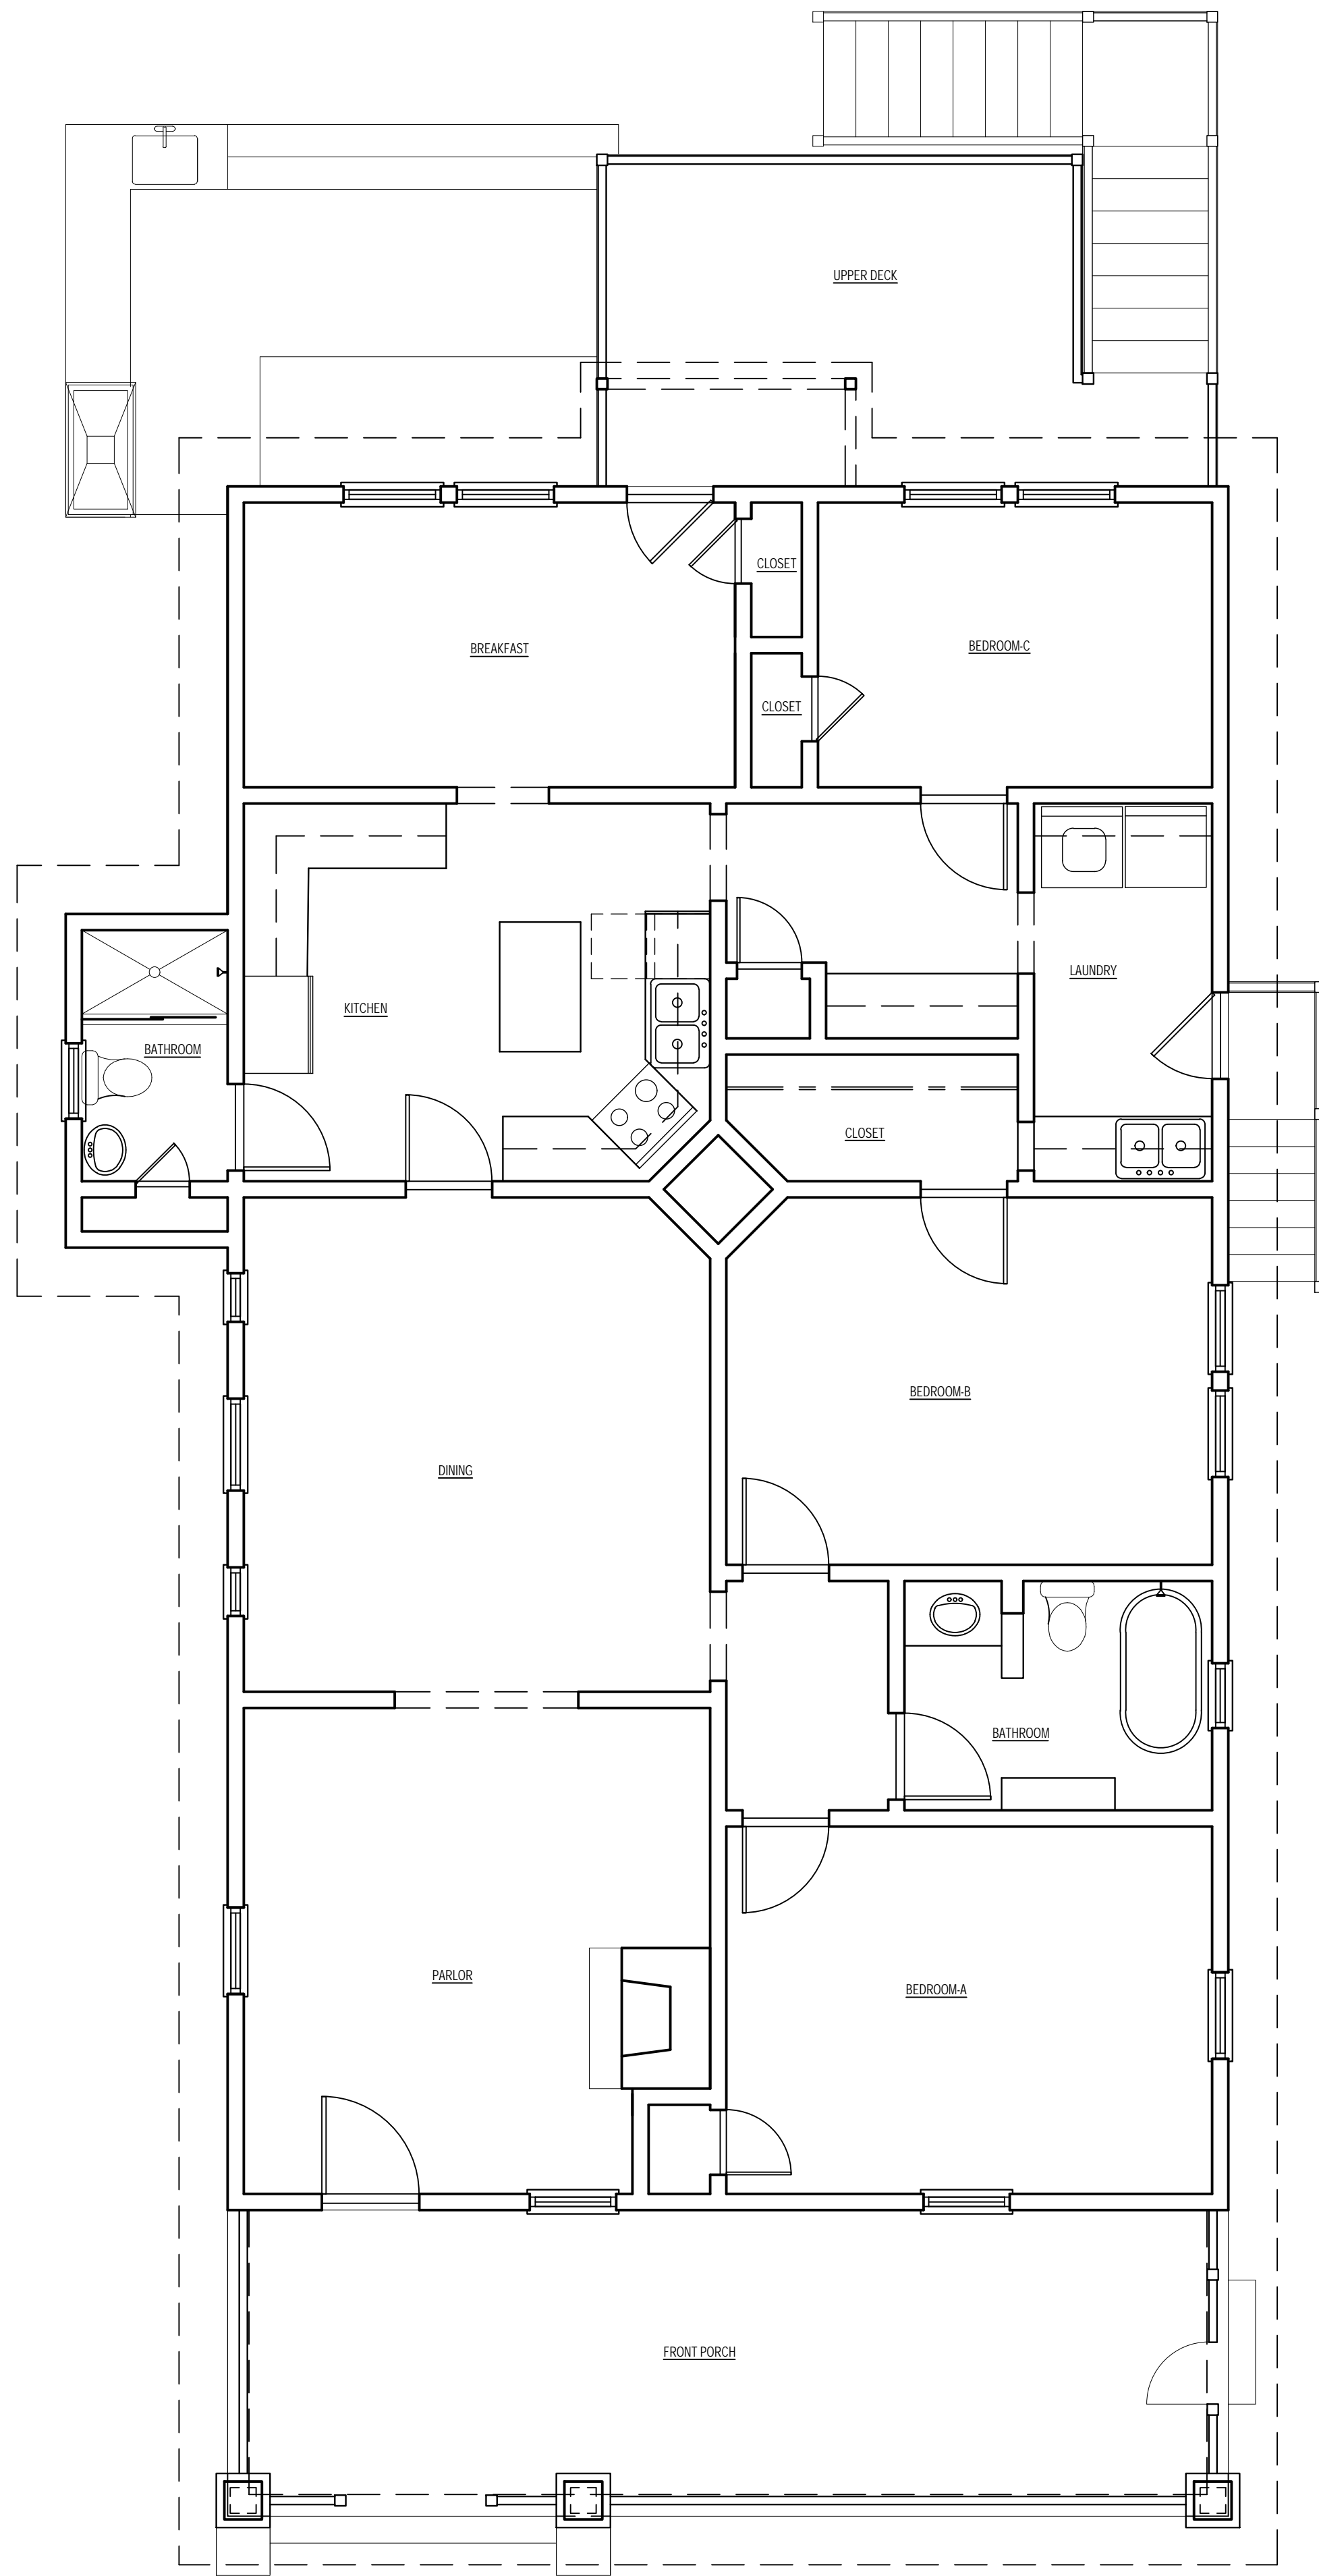 UPPER DECK
CLOSET
BREAKFAST
BEDROOM-C
CLOSET
LAUNDRY
KITCHEN
BATHROOM
CLOSET
BEDROOM-B
DINING
BATHROOM
PARLOR
BEDROOM-A
FRONT PORCH